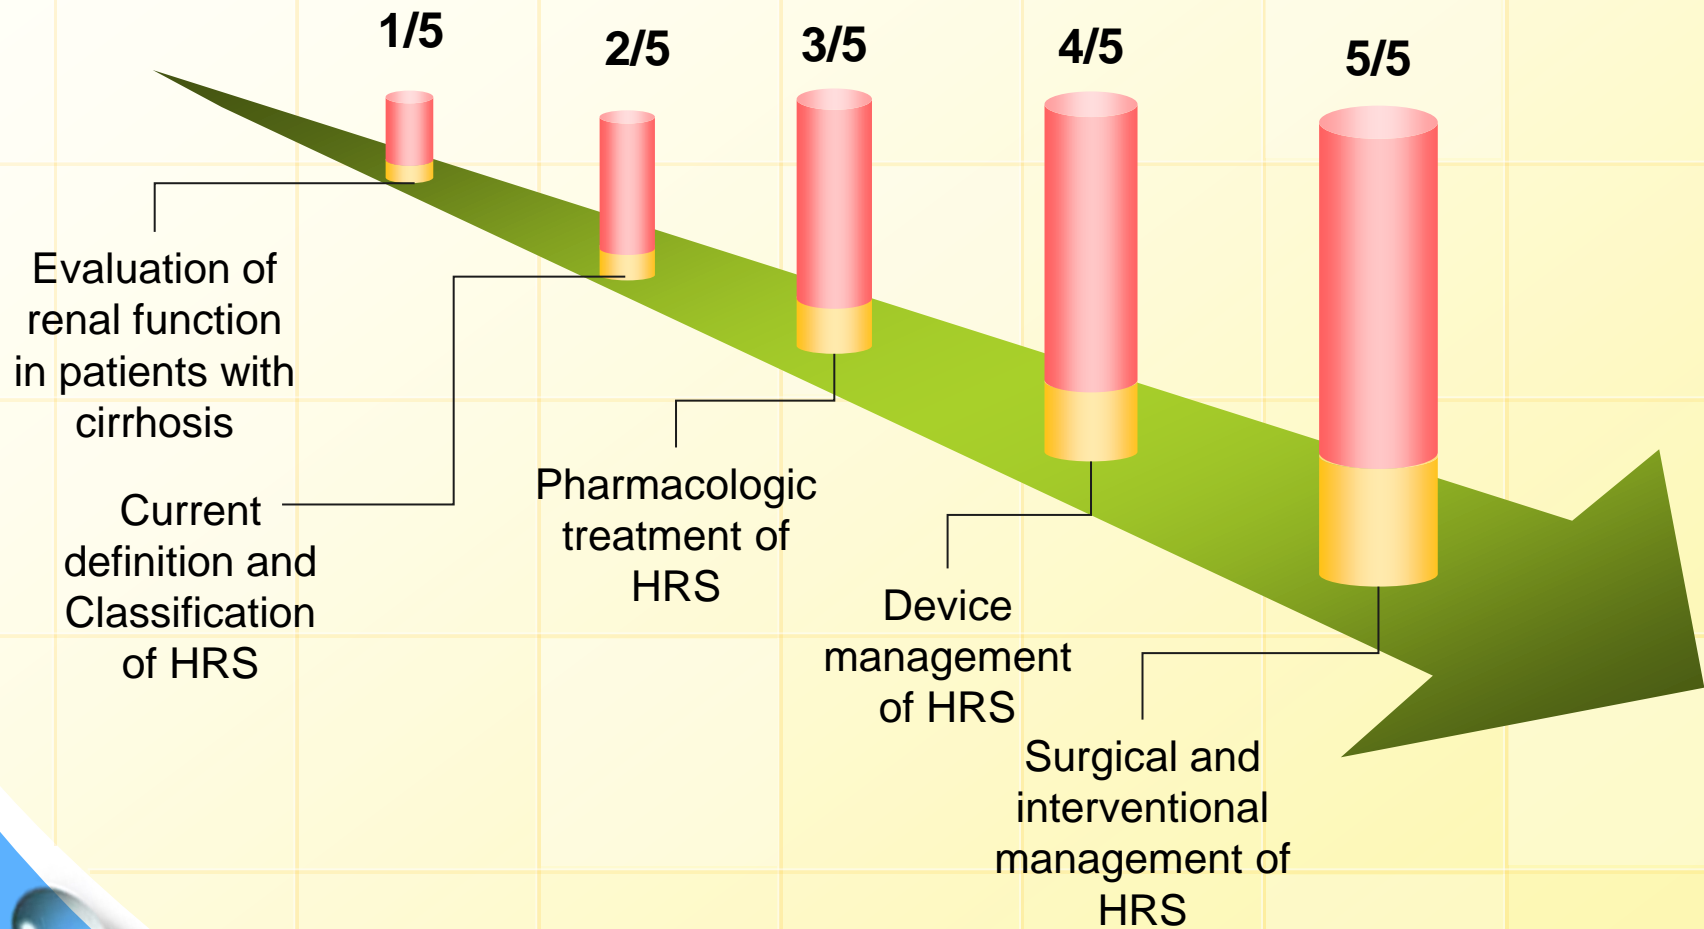 1/5
2/5
3/5
4/5
5/5
Evaluation of
renal function
in patients with
cirrhosis
Current
definition and
Classification
of HRS
Pharmacologic
treatment of
HRS
Device
management
of HRS
Surgical and
interventional
management of
HRS